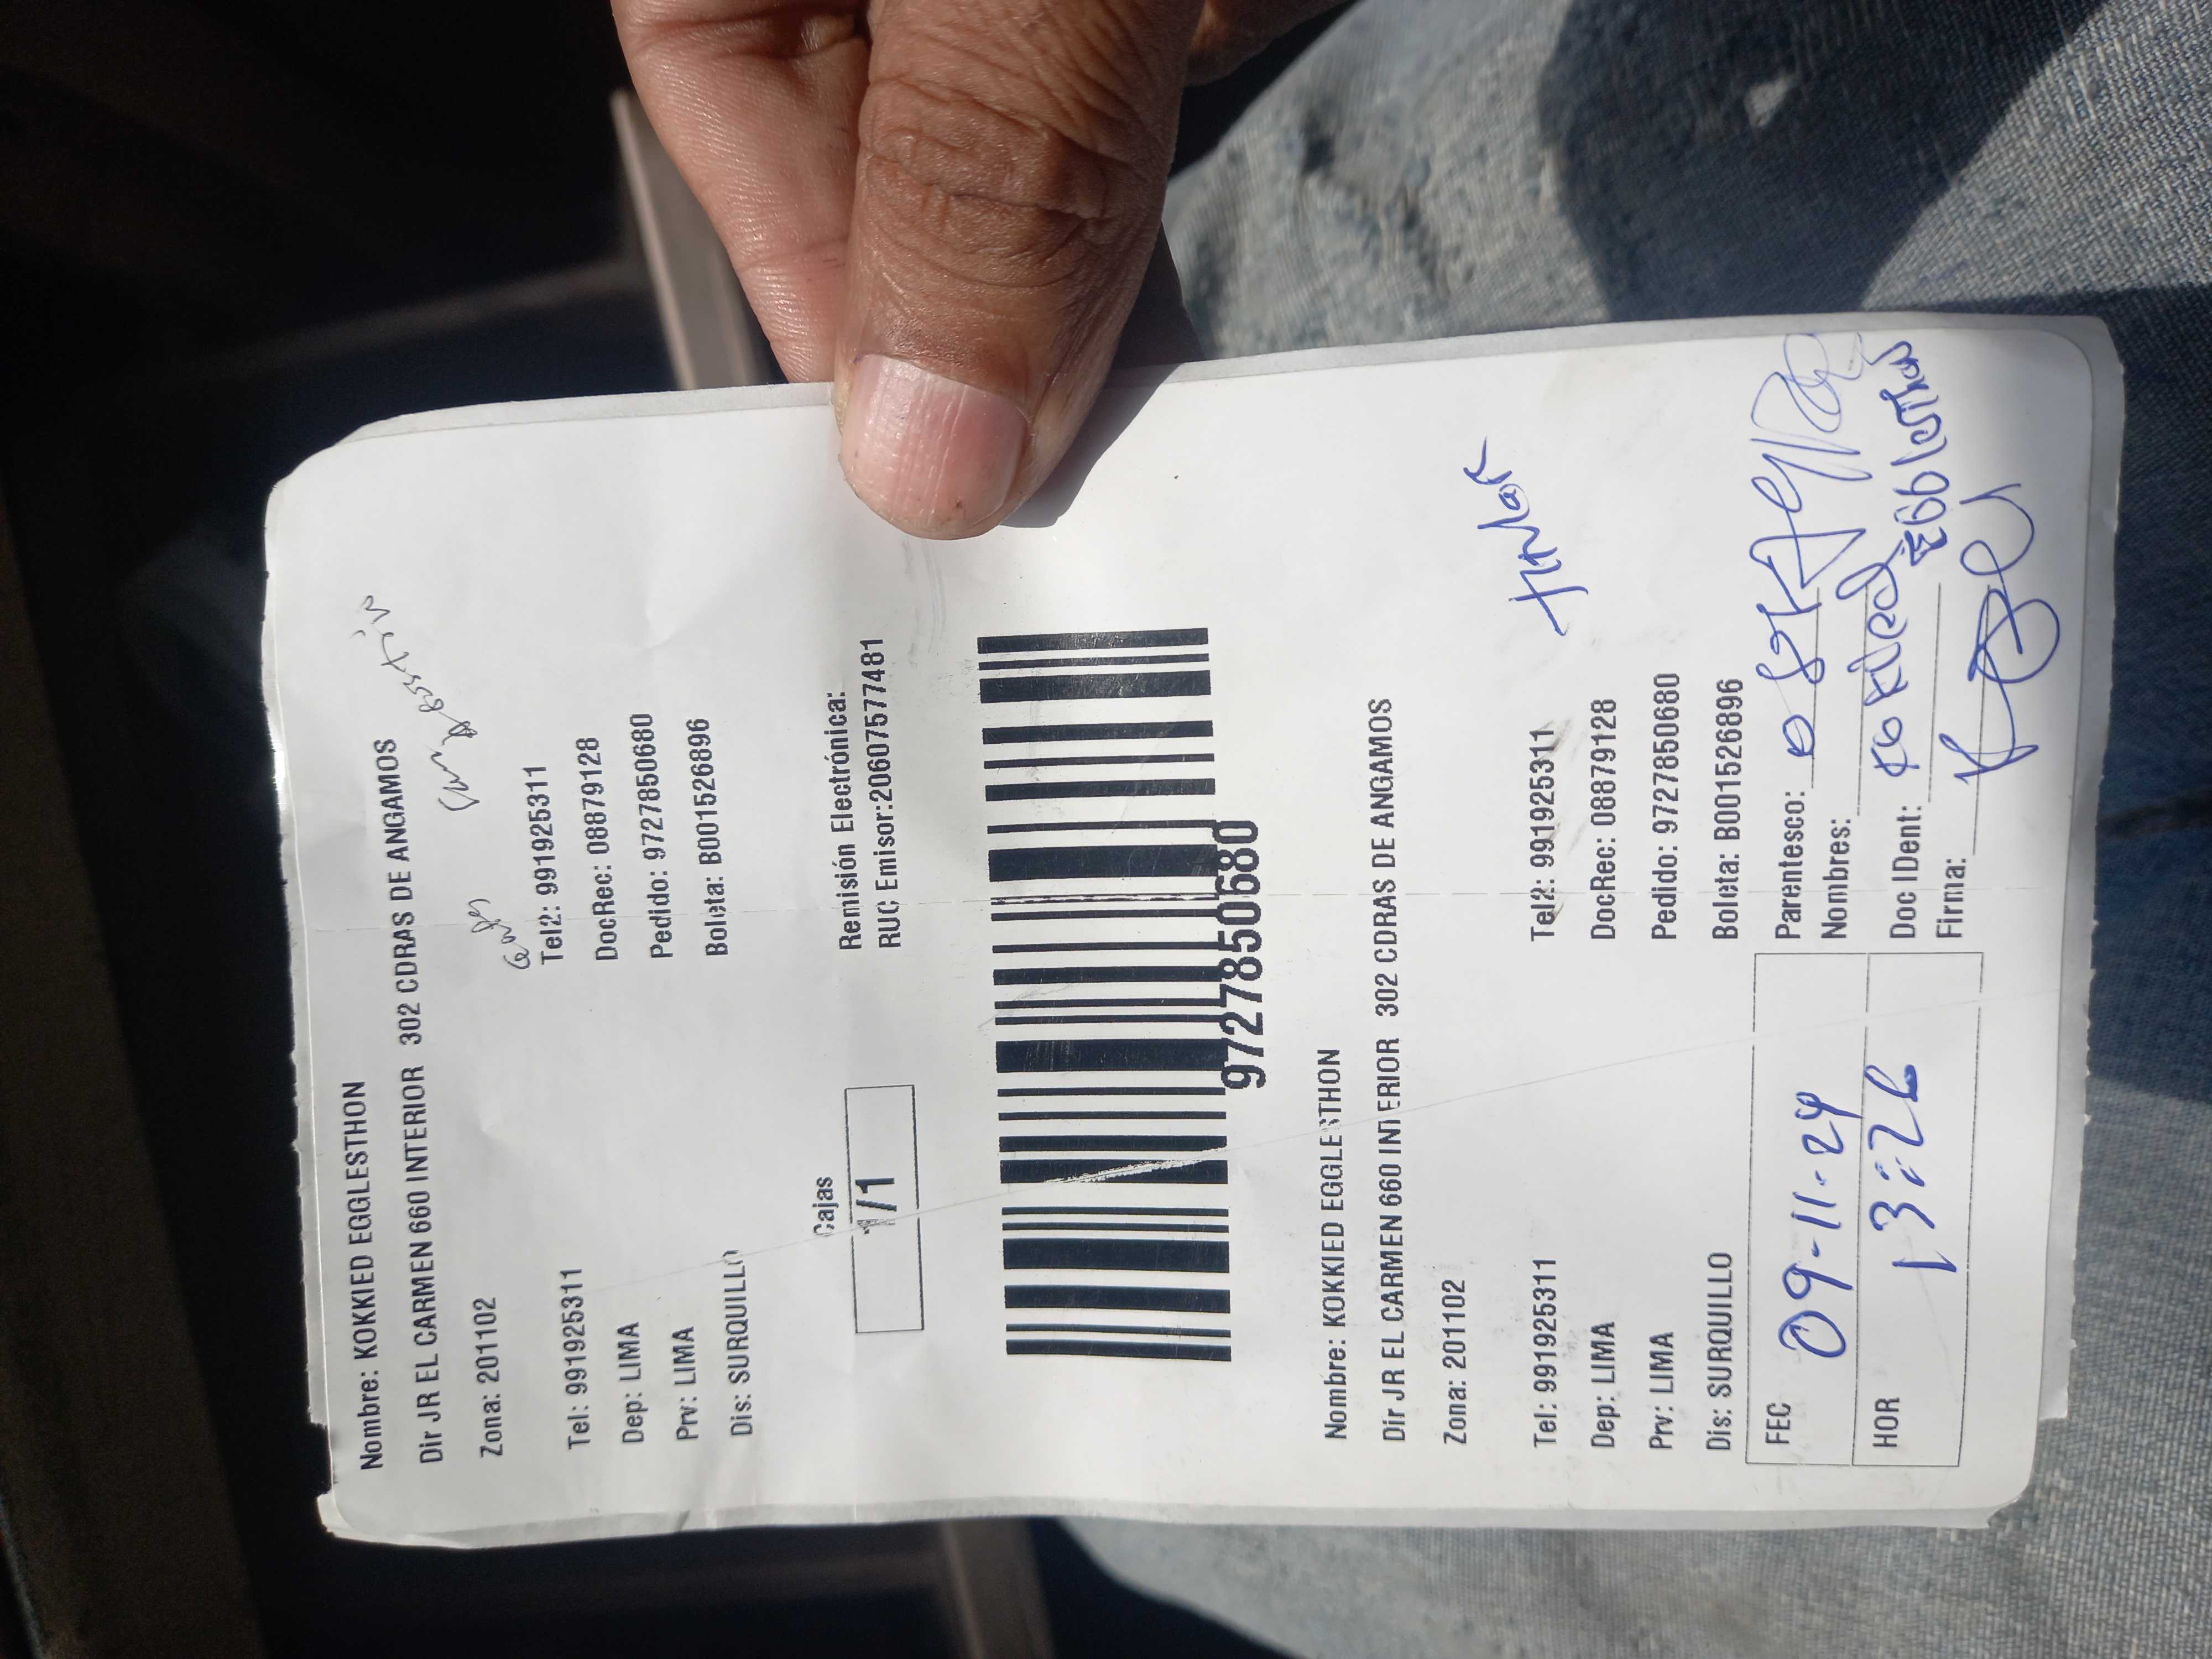 Nombre: KOKKIED EGGLESTHON
Dir JR EL CARMEN 660 INTERIOR 302 CDRAS DE ANGAMOS
Zona: 201102
Tel: 991925311 Tel2: 991925311
Dep: LIMA DocRec: 08879128
Prv: LIMA Pedido: 9727850680
Dis: SURQUILLO Boleta: B001526896
Cajas
1/1
Remisión Electrónica:
RUC Emisor:20607577481
9727850680
Nombre: KOKKIED EGGLESTHON
Dir JR EL CARMEN 660 INTERIOR 302 CDRAS DE ANGAMOS
Zona: 201102
titular
Tel: 991925311 Tel2: 991925311
Dep: LIMA DocRec: 08879128
Prv: LIMA Pedido: 9727850680
Dis: SURQUILLO Boleta: B001526896
FEC 09-11-24 Parentesco:
Nombres: Kokkied Egglesthon
HOR 13:26 Doc IDent:
Firma: